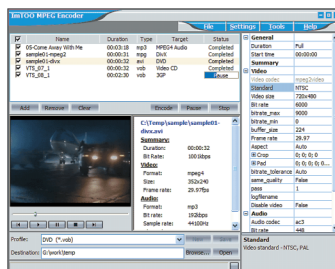 ImTOO MPEG Encoder
File Settings Tools Help
Name Duration Type Target Status
05-Come Away With Me 00:03:18 mp3 MPEG4 Audio Completed
sample01-mpeg2 00:00:31 mpg DivX Completed
sample01-divx 00:00:32 avi DVD Completed
VTS_07_1 00:02:32 vob Video CD Completed
VTS_08_1 00:02:30 vob 3GP Pause
Add Remove Clear Encode Pause Stop
C:\Temp\sample\sample01-divx.avi
Summary:
Duration: 00:00:32
Bit Rate: 1001kbps
Video:
Format: mpeg4
Size: 352x240
Frame rate: 29.97fps
Audio:
Format: mp3
Bit rate: 192kbps
Sample rate: 44100Hz
Profile: DVD (*.vob)
Destination: G:\work\temp Browse... Open
General
Duration Full
Start time 00:00:00
Summary
Video
Video codec mpeg2video
Standard NTSC
Video size 720x480
Bit rate 6000
bitrate_max 9000
bitrate_min 0
buffer_size 224
Frame rate 29.97
Aspect Auto
Crop 0; 0; 0; 0
Pad 0; 0; 0; 0...
bitrate_tolerance Auto
same_quality False
pass 1
logfilename
Disable video False
Audio
Audio codec ac3
Bit rate 448
Standard
Video standard - NTSC, PAL